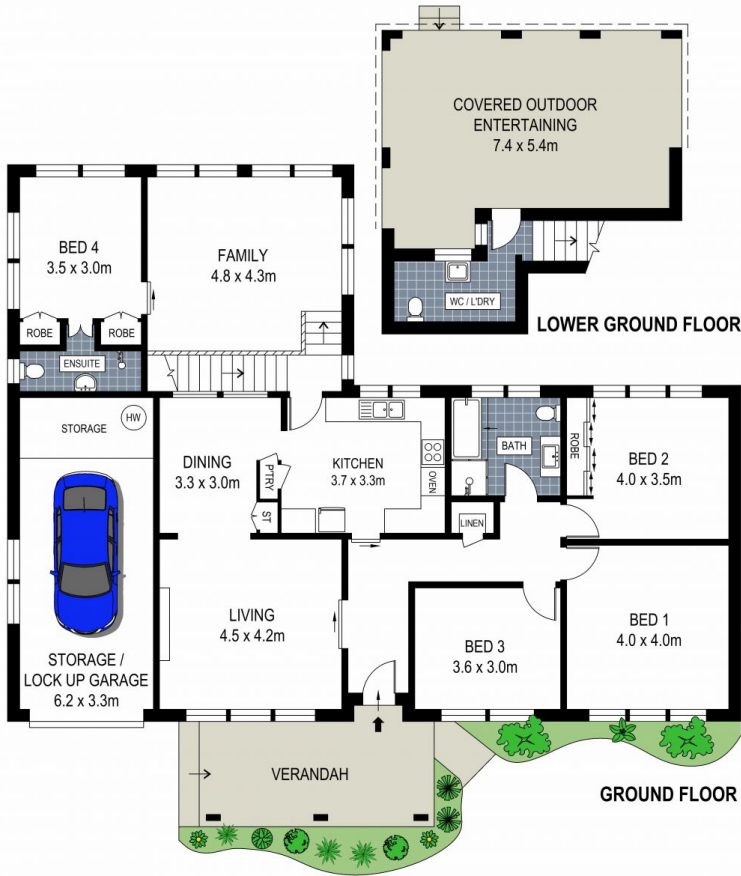 COVERED OUTDOOR
ENTERTAINING
7.4 x 5.4m
WC / L'DRY
LOWER GROUND FLOOR
BED 4
3.5 x 3.0m
ROBE
ROBE
ENSUITE
FAMILY
4.8 x 4.3m
STORAGE
HW
DINING
3.3 x 3.0m
PTRY
ST
KITCHEN
3.7 x 3.3m
OVEN
BATH
ROBE
BED 2
4.0 x 3.5m
LINEN
STORAGE /
LOCK UP GARAGE
6.2 x 3.3m
LIVING
4.5 x 4.2m
BED 3
3.6 x 3.0m
BED 1
4.0 x 4.0m
VERANDAH
GROUND FLOOR